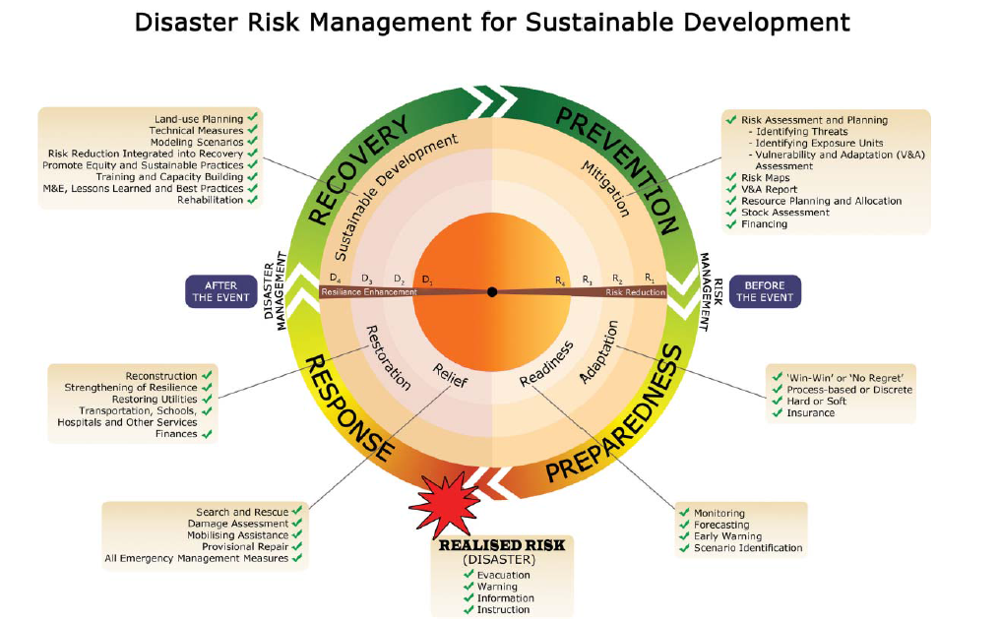 Disaster Risk Management for Sustainable Development
Land-use Planning
Technical Measures
Modeling Scenarios
Risk Reduction Integrated into Recovery
Promote Equity and Sustainable Practices
Training and Capacity Building
M&E, Lessons Learned and Best Practices
Rehabilitation
RECOVERY
Sustainable Development
PREVENTION
Mitigation
Risk Assessment and Planning
- Identifying Threats
- Identifying Exposure Units
- Vulnerability and Adaptation (V&A)
Assessment
Risk Maps
V&A Report
Resource Planning and Allocation
Stock Assessment
Financing
AFTER
THE EVENT
DISASTER
MANAGEMENT
D4 D3 D2 D1
R4 R3 R2 R1
Resiliance Enhancement
Risk Reduction
RISK
MANAGEMENT
BEFORE
THE EVENT
Reconstruction
Strengthening of Resilience
Restoring Utilities
Transportation, Schools,
Hospitals and Other Services
Finances
RESPONSE
Restoration
Relief
Readiness
Adaptation
PREPAREDNESS
‘Win-Win’ or ‘No Regret’
Process-based or Discrete
Hard or Soft
Insurance
Search and Rescue
Damage Assessment
Mobilising Assistance
Provisional Repair
All Emergency Management Measures
REALISED RISK
(DISASTER)
Evacuation
Warning
Information
Instruction
Monitoring
Forecasting
Early Warning
Scenario Identification